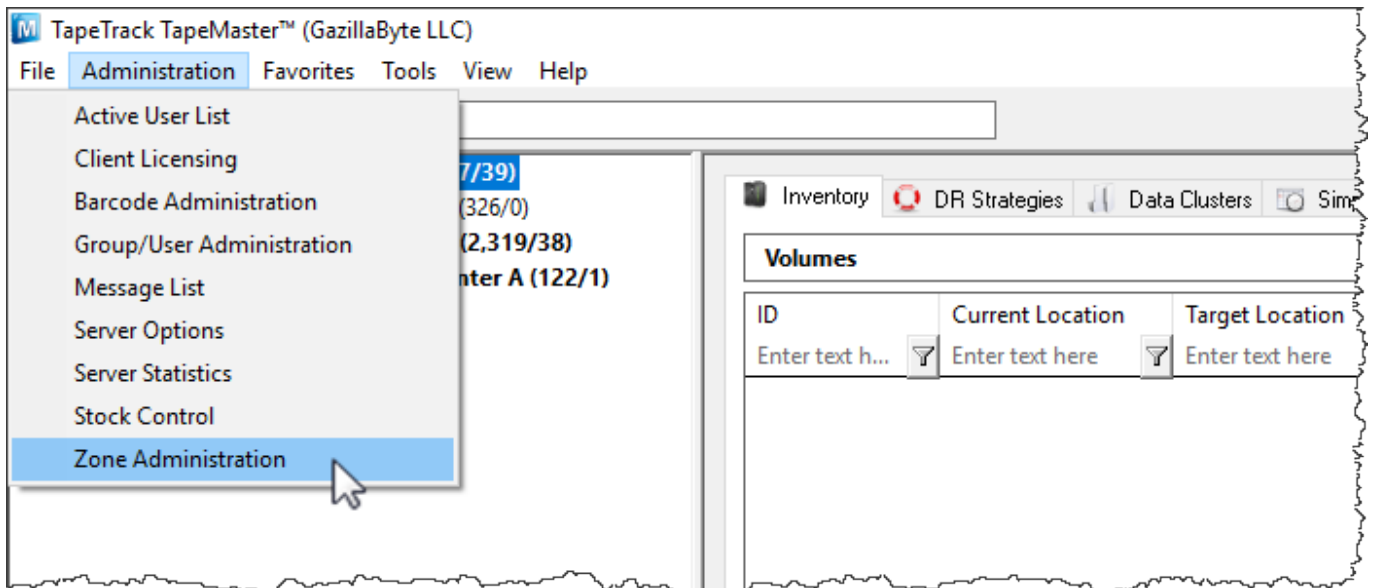 TapeTrack TapeMaster™ (GazillaByte LLC)
File Administration Favorites Tools View Help
Active User List
Client Licensing
Barcode Administration
Group/User Administration
Message List
Server Options
Server Statistics
Stock Control
Zone Administration
7/39)
(326/0)
(2,319/38)
nter A (122/1)
Inventory DR Strategies Data Clusters Sim
Volumes
ID Current Location Target Location
Enter text h... Enter text here Enter text here